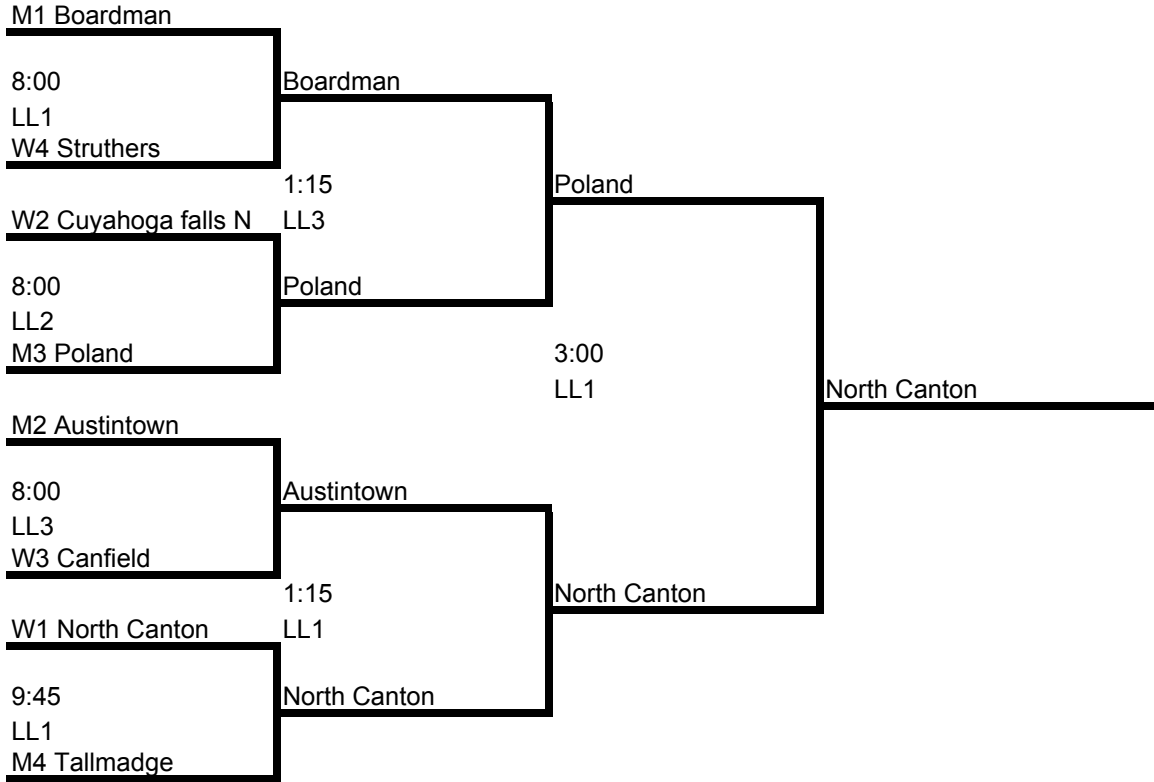 M1 Boardman
8:00
LL1
W4 Struthers
Boardman
1:15
LL3
W2 Cuyahoga falls N
8:00
LL2
M3 Poland
Poland
Poland
3:00
LL1
North Canton
M2 Austintown
8:00
LL3
W3 Canfield
Austintown
1:15
LL1
W1 North Canton
9:45
LL1
M4 Tallmadge
North Canton
North Canton